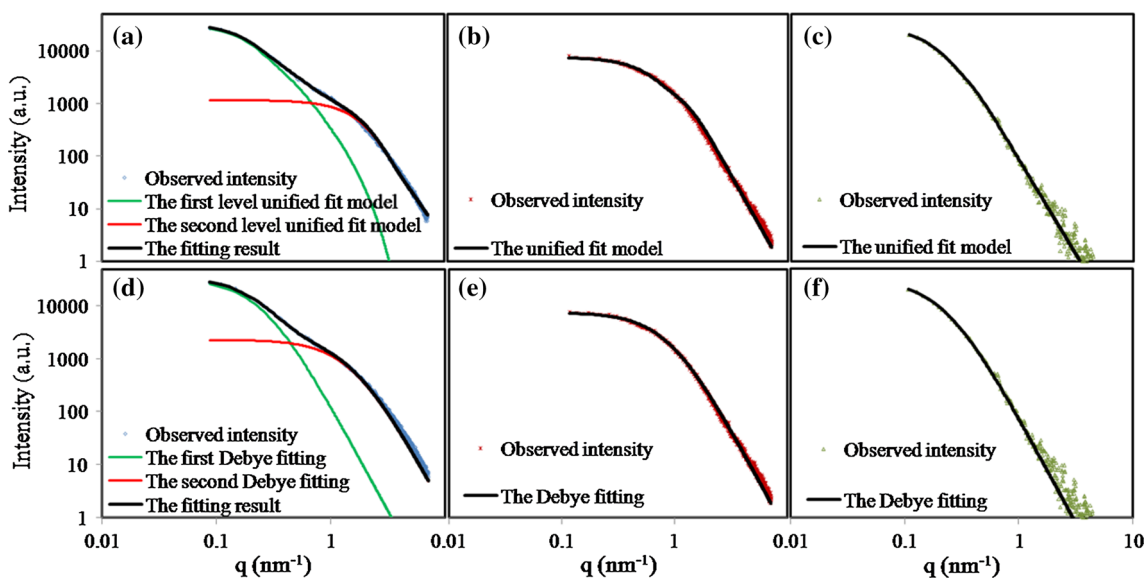 (a)
Intensity (a.u.)
10000
1000
100
10
1
Observed intensity
The first level unified fit model
The second level unified fit model
The fitting result
(b)
Observed intensity
The unified fit model
(c)
Observed intensity
The unified fit model
(d)
Intensity (a.u.)
10000
1000
100
10
1
Observed intensity
The first Debye fitting
The second Debye fitting
The fitting result
0.01
0.1
1
q (nm⁻¹)
(e)
Observed intensity
The Debye fitting
0.01
0.1
1
q (nm⁻¹)
(f)
Observed intensity
The Debye fitting
0.01
0.1
1
10
q (nm⁻¹)